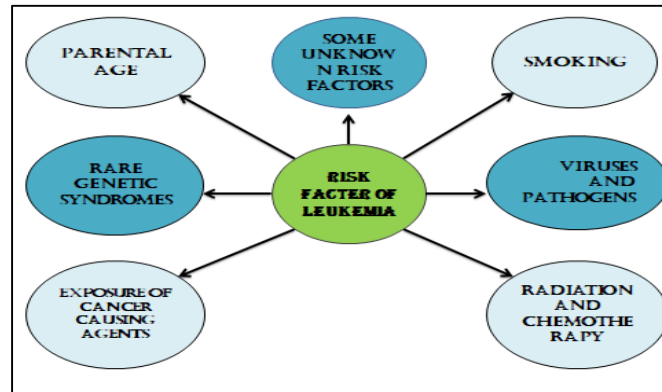 PARENTAL
AGE
SOME
UNKNOW
N RISK
FACTORS
SMOKING
RARE
GENETIC
SYNDROMES
RISK
FACTER OF
LEUKEMIA
VIRUSES
AND
PATHOGENS
EXPOSURE OF
CANCER
CAUSING
AGENTS
RADIATION
AND
CHEMOTHE
RAPY